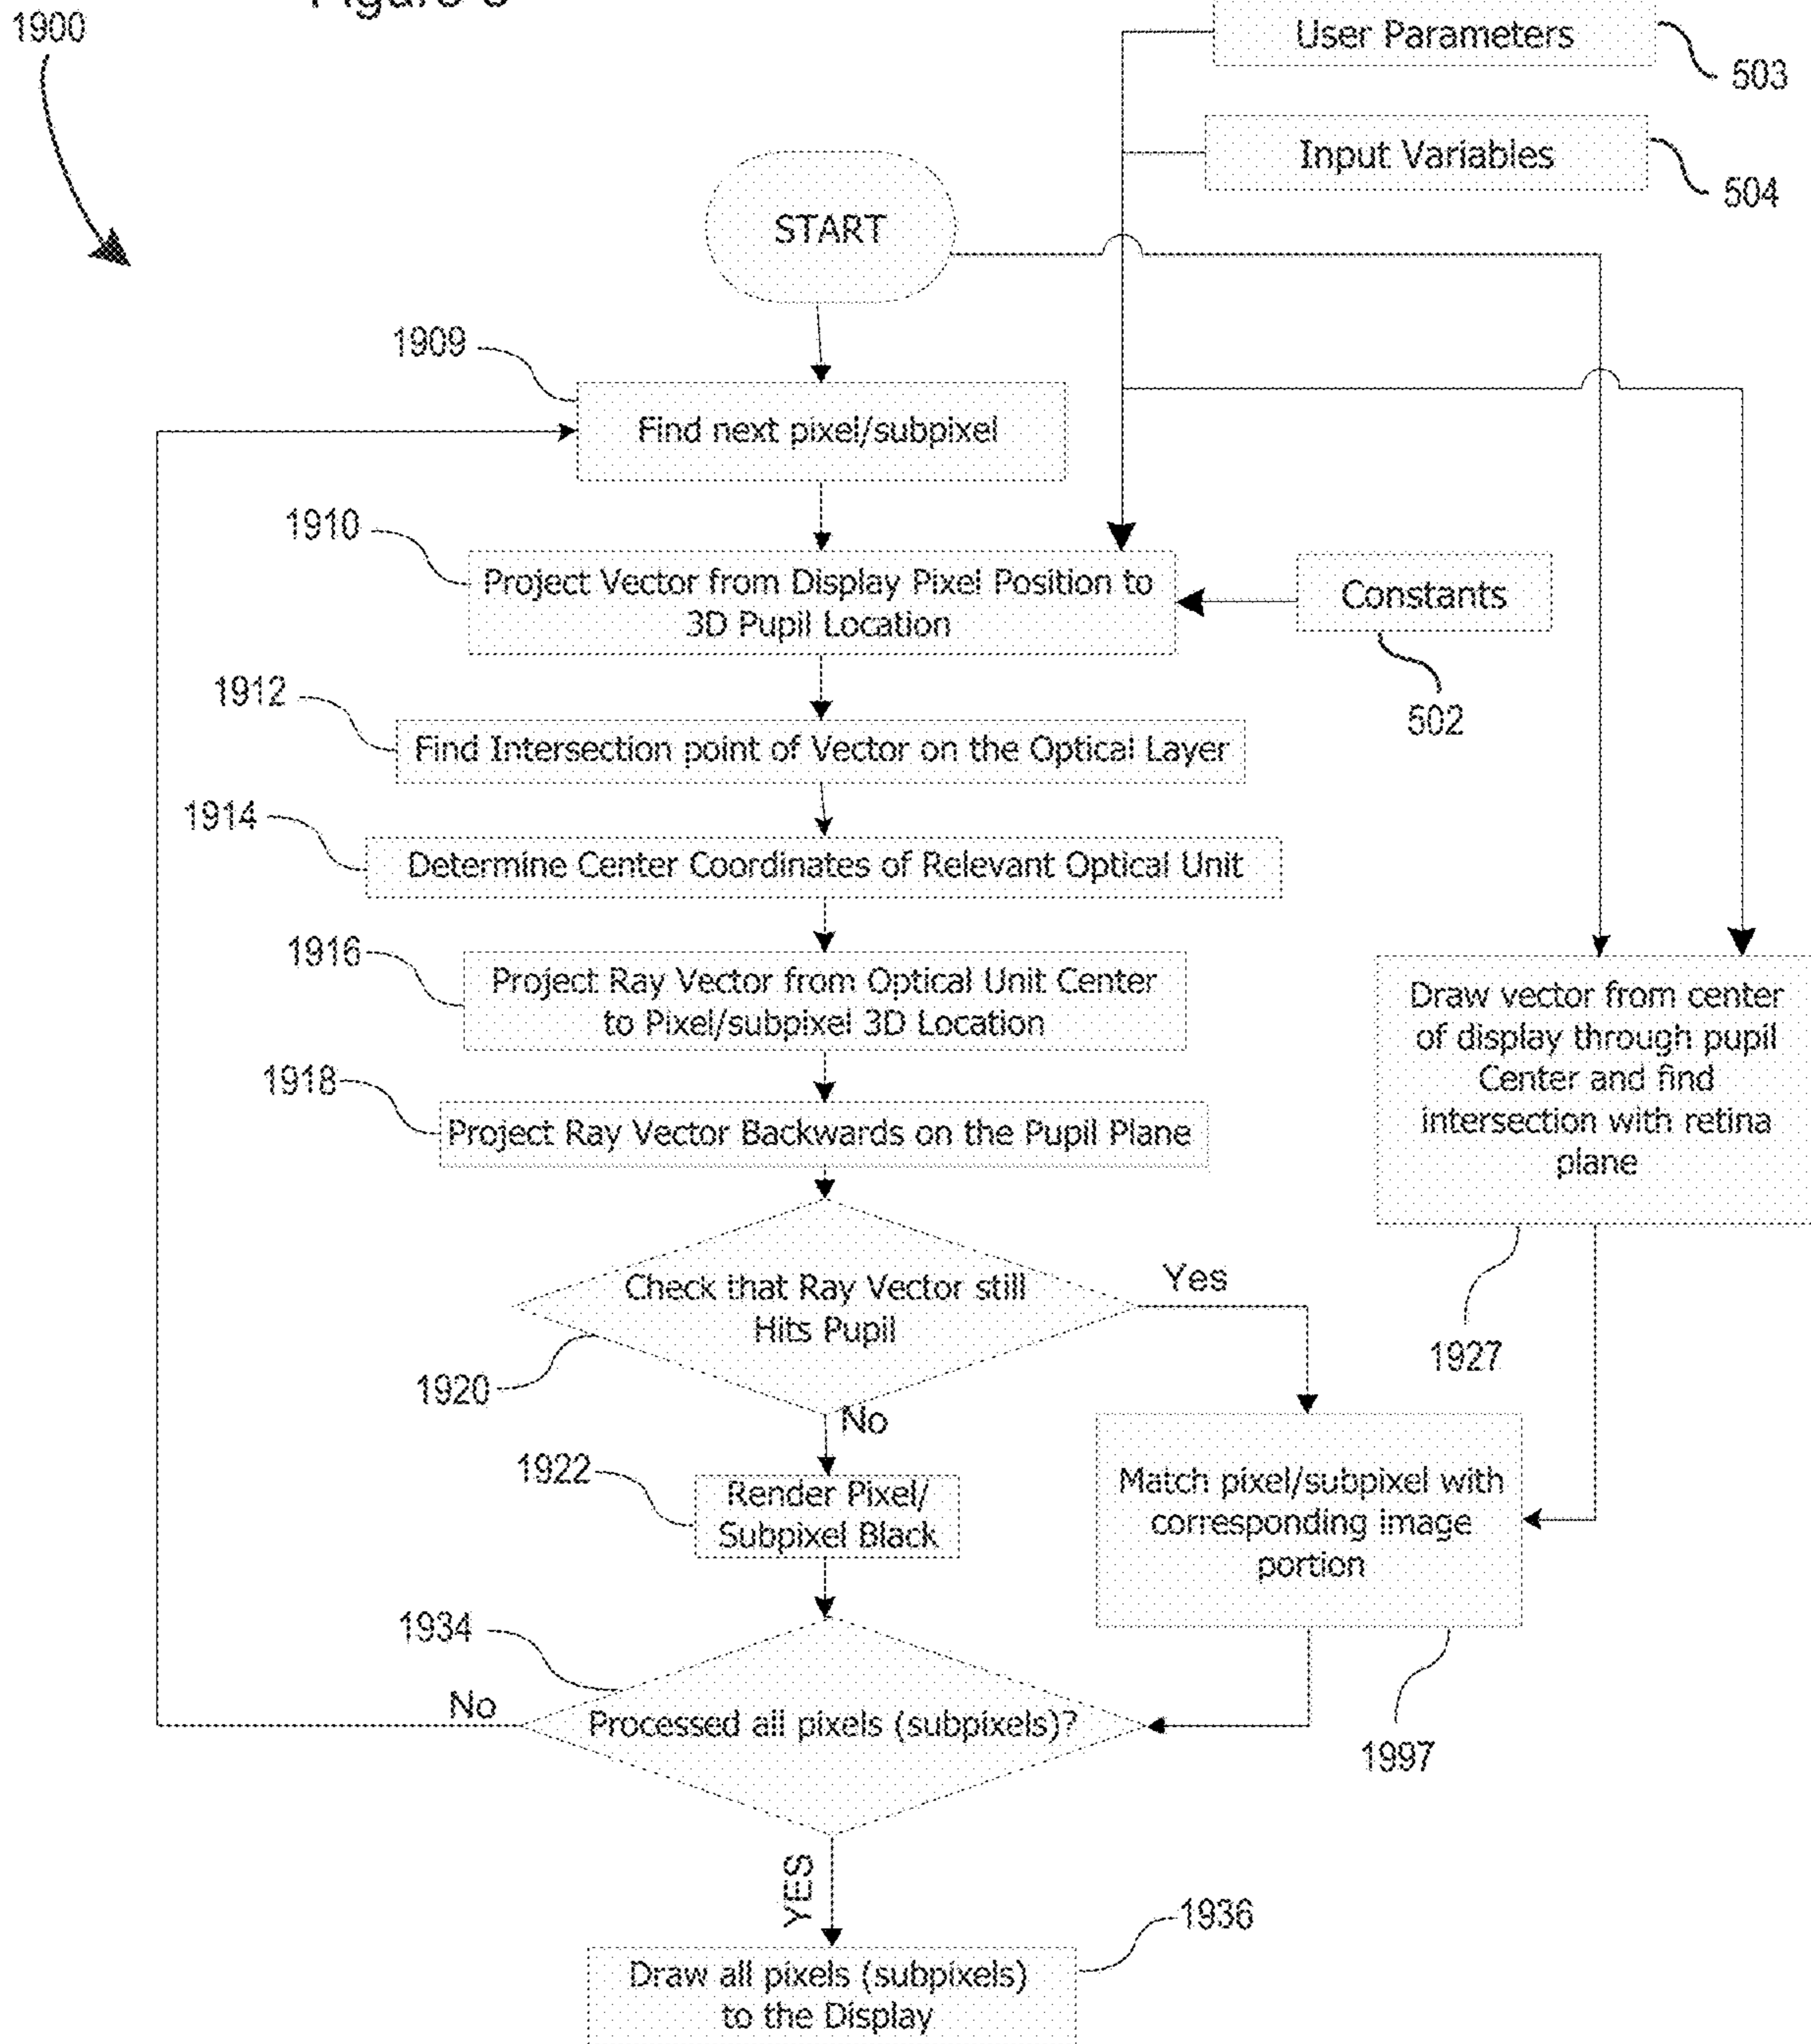 1900
User Parameters
503
Input Variables
504
START
1909
Find next pixel/subpixel
1910
Project Vector from Display Pixel Position to
3D Pupil Location
Constants
502
1912
Find Intersection point of Vector on the Optical Layer
1914
Determine Center Coordinates of Relevant Optical Unit
1916
Project Ray Vector from Optical Unit Center
to Pixel/subpixel 3D Location
Draw vector from center
of display through pupil
Center and find
intersection with retina
plane
1918
Project Ray Vector Backwards on the Pupil Plane
Check that Ray Vector still
Hits Pupil
Yes
1927
1920
No
1922
Render Pixel/
Subpixel Black
Match pixel/subpixel with
corresponding image
portion
1934
No
Processed all pixels (subpixels)?
1997
YES
1936
Draw all pixels (subpixels)
to the Display